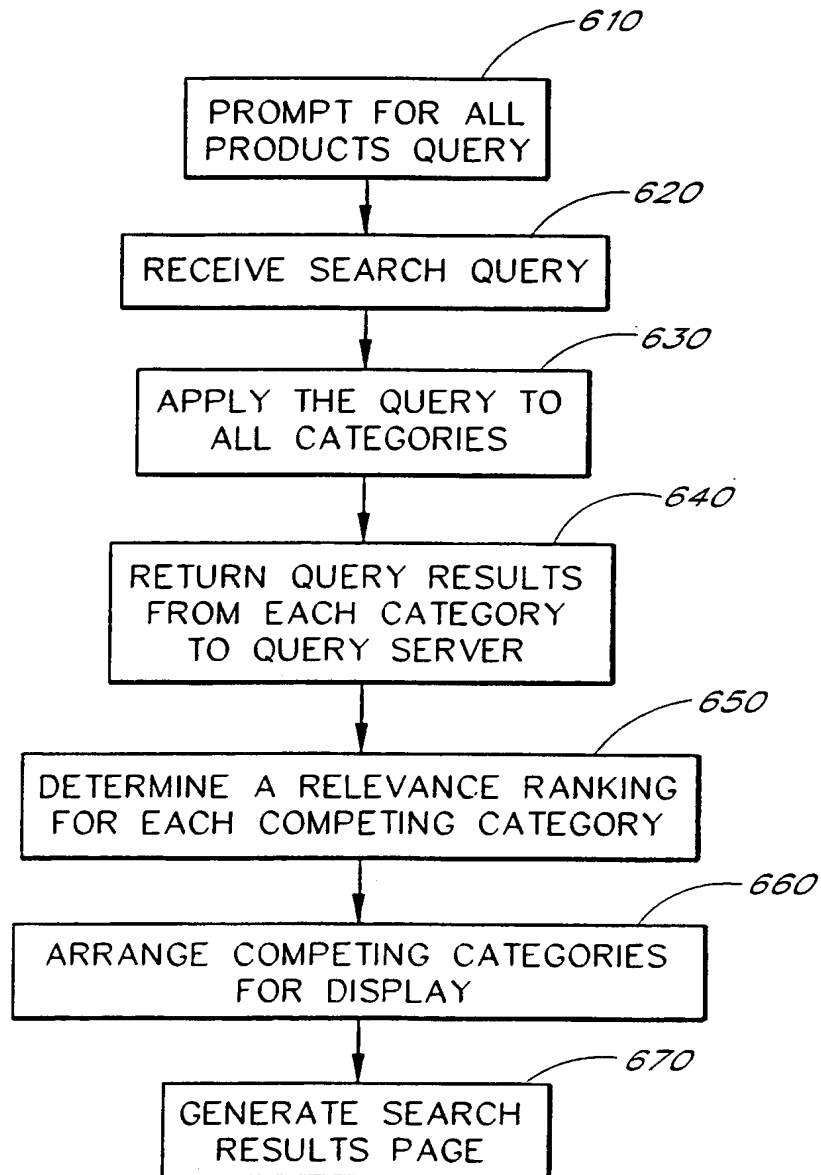 610
PROMPT FOR ALL
PRODUCTS QUERY
620
RECEIVE SEARCH QUERY
630
APPLY THE QUERY TO
ALL CATEGORIES
640
RETURN QUERY RESULTS
FROM EACH CATEGORY
TO QUERY SERVER
650
DETERMINE A RELEVANCE RANKING
FOR EACH COMPETING CATEGORY
660
ARRANGE COMPETING CATEGORIES
FOR DISPLAY
670
GENERATE SEARCH
RESULTS PAGE